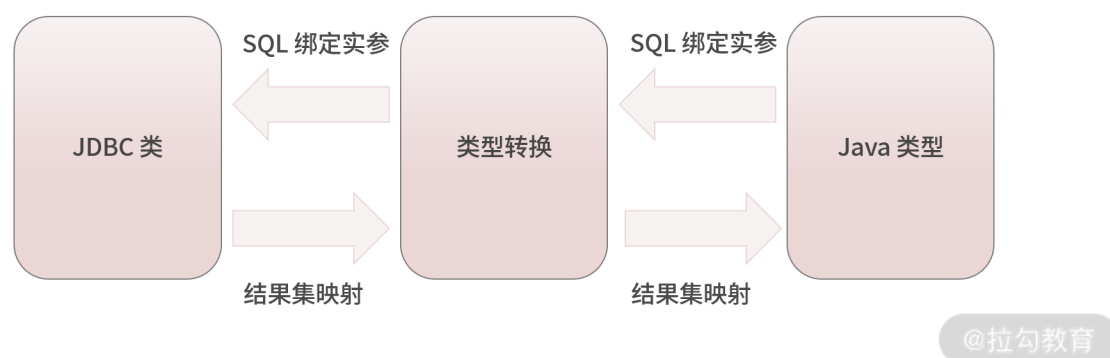 SQL 绑定实参
SQL 绑定实参
JDBC 类
类型转换
Java 类型
结果集映射
结果集映射
@拉勾教育